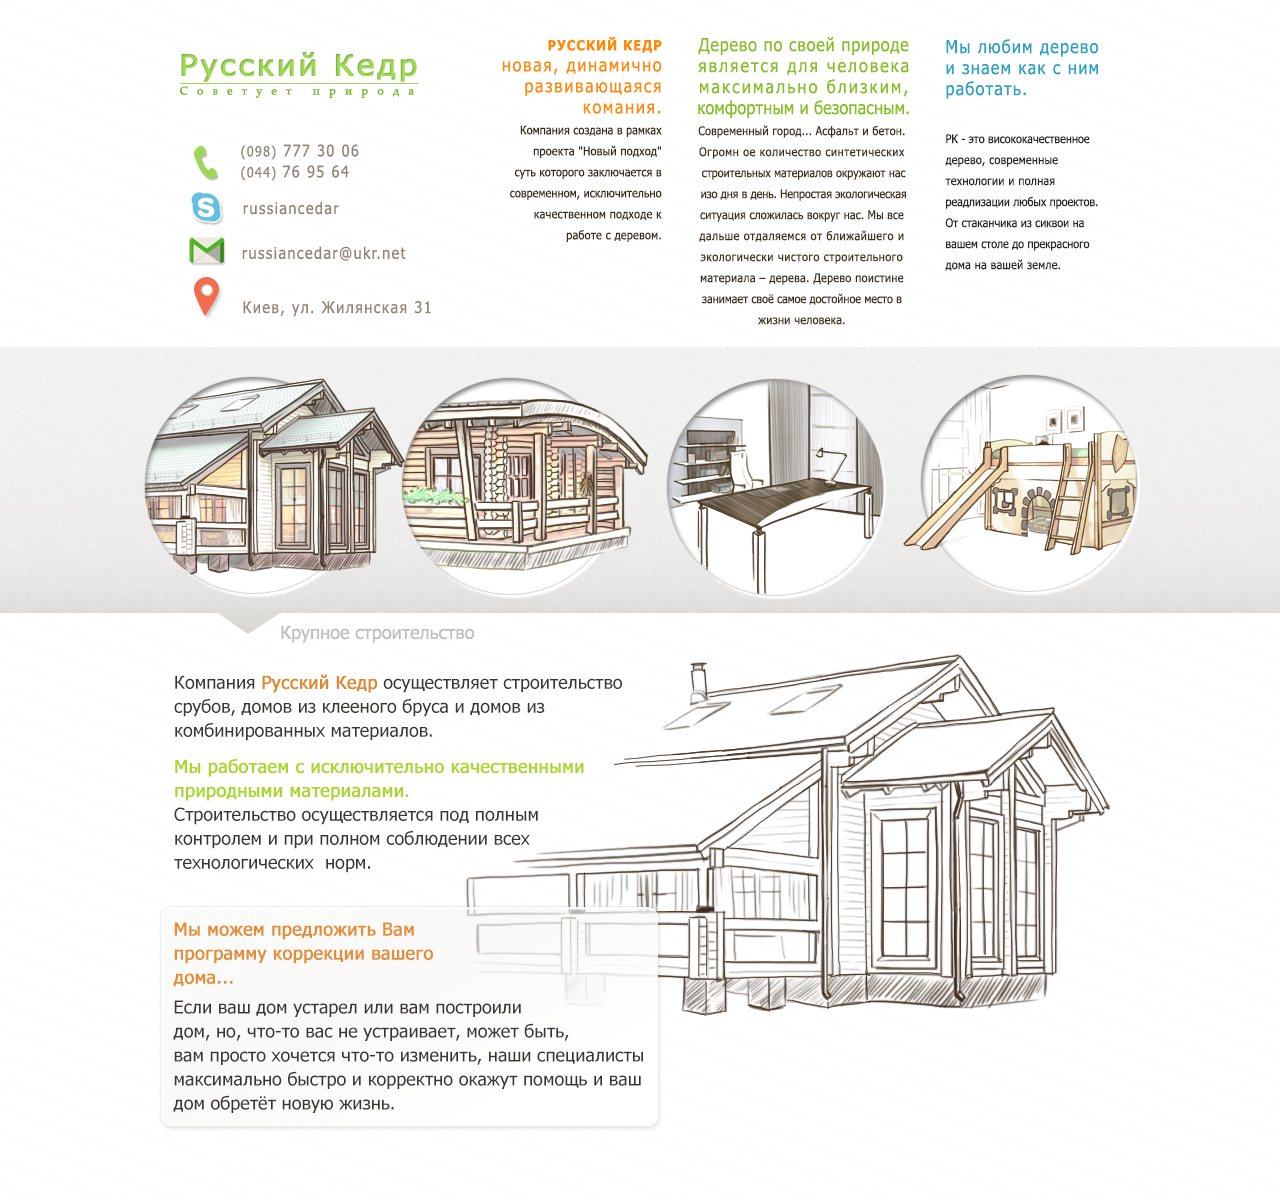 Русский Кедр
Советует природа
(098) 777 30 06
(044) 76 95 64
russiancedar
russiancedar@ukr.net
Киев, ул. Жилянская 31
РУССКИЙ КЕДР
новая, динамично
развивающаяся
комания.
Компания создана в рамках
проекта "Новый подход"
суть которого заключается в
современном, исключительно
качественном подходе к
работе с деревом.
Дерево по своей природе
является для человека
максимально близким,
комфортным и безопасным.
Современный город... Асфальт и бетон.
Огромн ое количество синтетических
строительных материалов окружают нас
изо дня в день. Непростая экологическая
ситуация сложилась вокруг нас. Мы все
дальше отдаляемся от ближайшего и
экологически чистого строительного
материала – дерева. Дерево поистине
занимает своё самое достойное место в
жизни человека.
Мы любим дерево
и знаем как с ним
работать.
РК - это висококачественное
дерево, современные
технологии и полная
реадлизации любых проектов.
От стаканчика из сиквои на
вашем столе до прекрасного
дома на вашей земле.
Крупное строительство
Компания Русский Кедр осуществляет строительство
срубов, домов из клееного бруса и домов из
комбинированных материалов.
Мы работаем с исключительно качественными
природными материалами.
Строительство осуществляется под полным
контролем и при полном соблюдении всех
технологических  норм.
Мы можем предложить Вам
программу коррекции вашего
дома...
Если ваш дом устарел или вам построили
дом, но, что-то вас не устраивает, может быть,
вам просто хочется что-то изменить, наши специалисты
максимально быстро и корректно окажут помощь и ваш
дом обретёт новую жизнь.